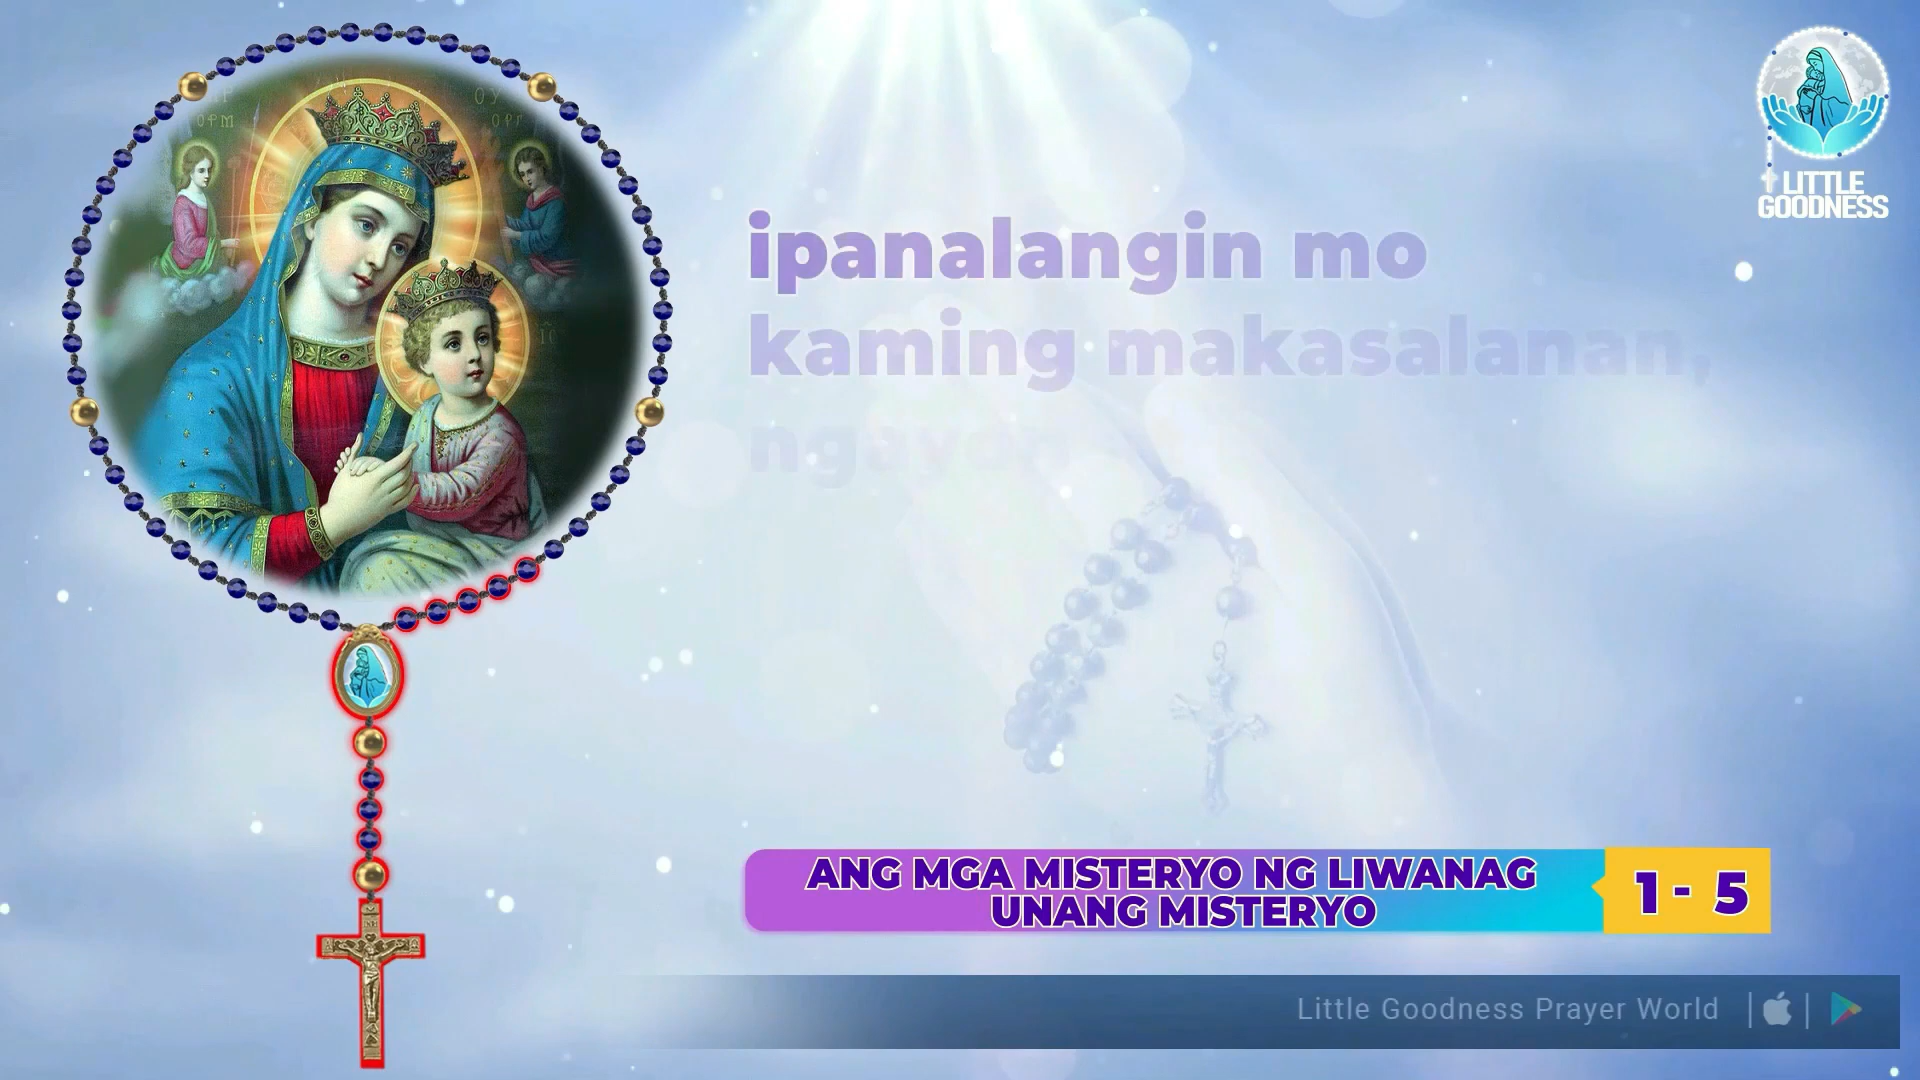 LITTLE
GOODNESS
ipanalangin mo
kaming makasalanan,
ngayon
ANG MGA MISTERYO NG LIWANAG
UNANG MISTERYO
1 - 5
Little Goodness Prayer World